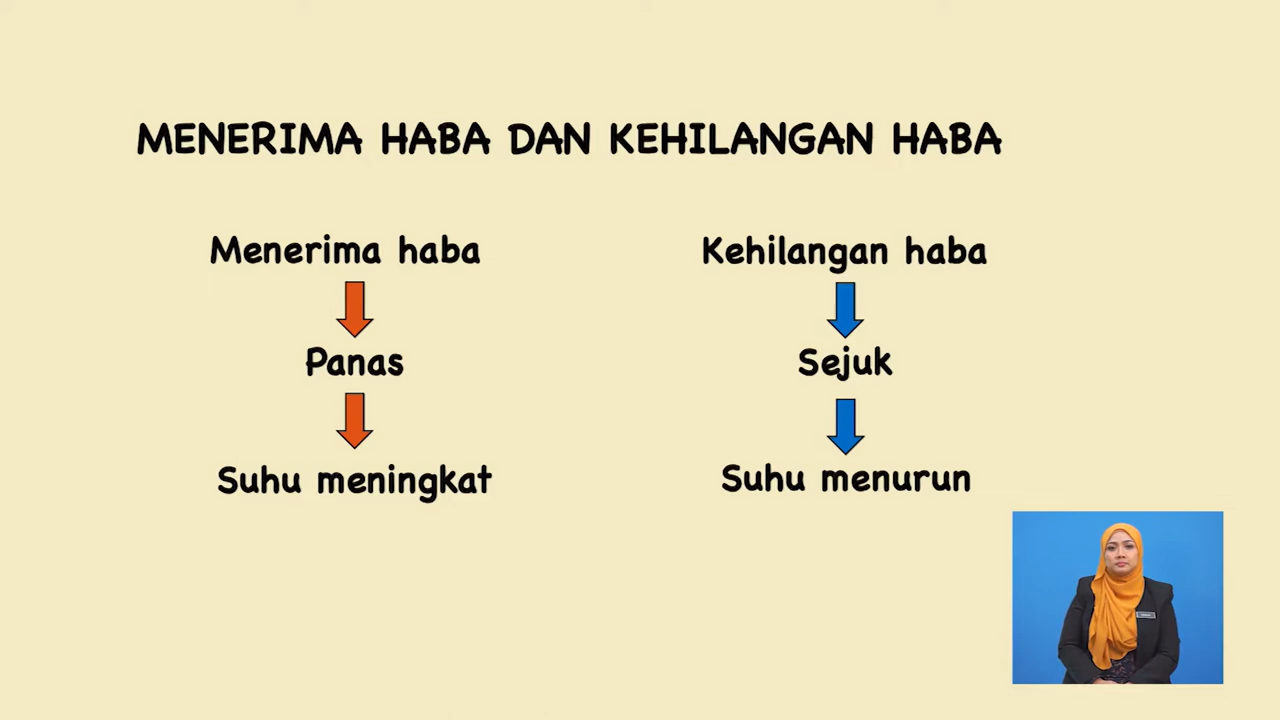 MENERIMA HABA DAN KEHILANGAN HABA
Menerima haba
Panas
Suhu meningkat
Kehilangan haba
Sejuk
Suhu menurun